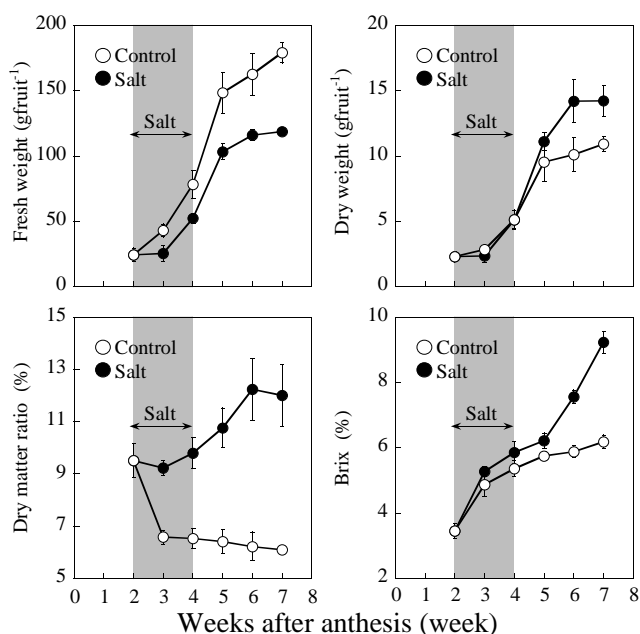 200
150
100
50
0
Fresh weight (gfruit⁻¹)
Control
Salt
Salt
20
15
10
5
0
Dry weight (gfruit⁻¹)
Control
Salt
Salt
15
13
11
9
7
5
Dry matter ratio (%)
Control
Salt
Salt
0 1 2 3 4 5 6 7 8
10
8
6
4
2
Brix (%)
Control
Salt
Salt
0 1 2 3 4 5 6 7 8
Weeks after anthesis (week)